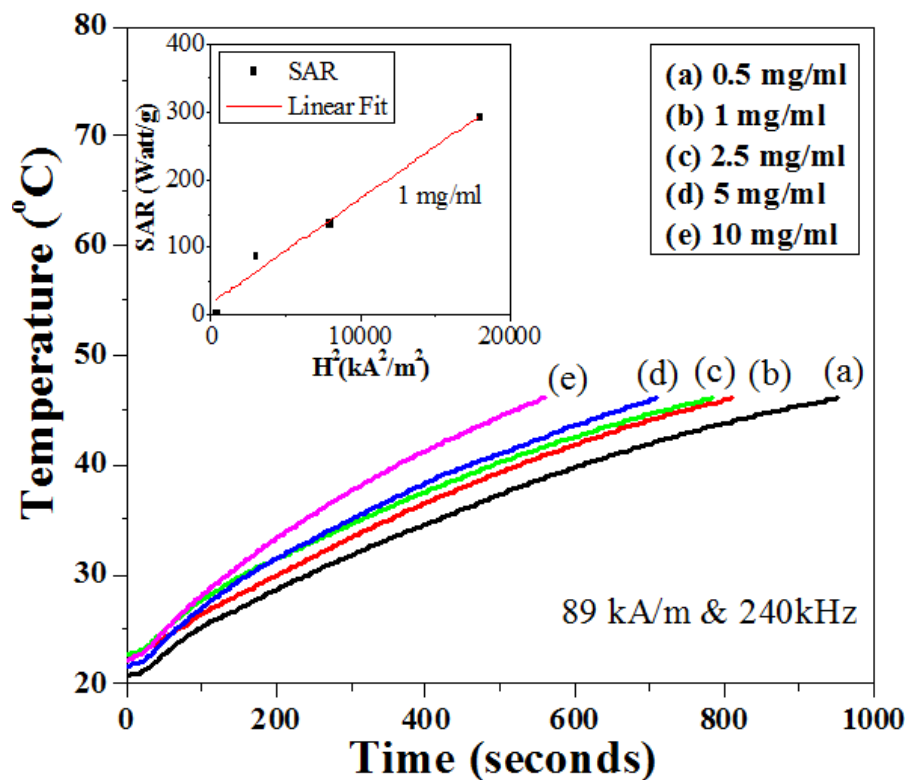 80
70
60
50
40
30
20
Temperature (°C)
0
200
400
600
800
1000
Time (seconds)
400
300
200
100
0
SAR (Watt/g)
0
10000
20000
H²(kA²/m²)
SAR
Linear Fit
1 mg/ml
(a) 0.5 mg/ml
(b) 1 mg/ml
(c) 2.5 mg/ml
(d) 5 mg/ml
(e) 10 mg/ml
(e)
(d)
(c)
(b)
(a)
89 kA/m & 240kHz